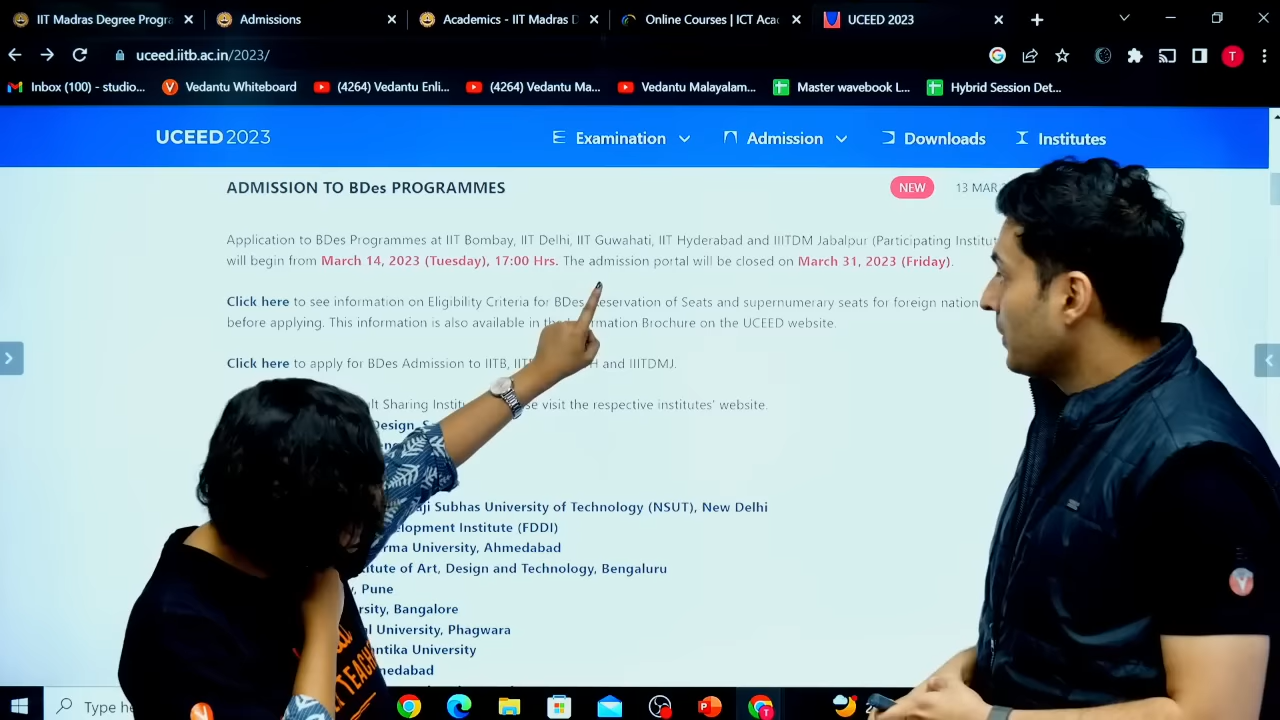 IIT Madras Degree Progra
Admissions
Academics - IIT Madras D
Online Courses | ICT Acad
UCEED 2023
uceed.iitb.ac.in/2023/
T
Inbox (100) - studio...
Vedantu Whiteboard
(4264) Vedantu Enli...
(4264) Vedantu Ma...
Vedantu Malayalam...
Master wavebook L...
Hybrid Session Det...
UCEED 2023
Examination
Admission
Downloads
Institutes
ADMISSION TO BDes PROGRAMMES
NEW
13 MAR
Application to BDes Programmes at IIT Bombay, IIT Delhi, IIT Guwahati, IIT Hyderabad and IIITDM Jabalpur (Participating Institut
will begin from March 14, 2023 (Tuesday), 17:00 Hrs. The admission portal will be closed on March 31, 2023 (Friday).
Click here to see information on Eligibility Criteria for BDes, Reservation of Seats and supernumerary seats for foreign nation
before applying. This information is also available in the Information Brochure on the UCEED website.
Click here to apply for BDes Admission to IITB, and IIITDMJ.
lt Sharing visit the respective institutes' website.
Design,
ji Subhas University of Technology (NSUT), New Delhi
elopment Institute (FDDI)
rma University, Ahmedabad
itute of Art, Design and Technology, Bengaluru
, Pune
rsity, Bangalore
l University, Phagwara
ntika University
medabad
Type he
T